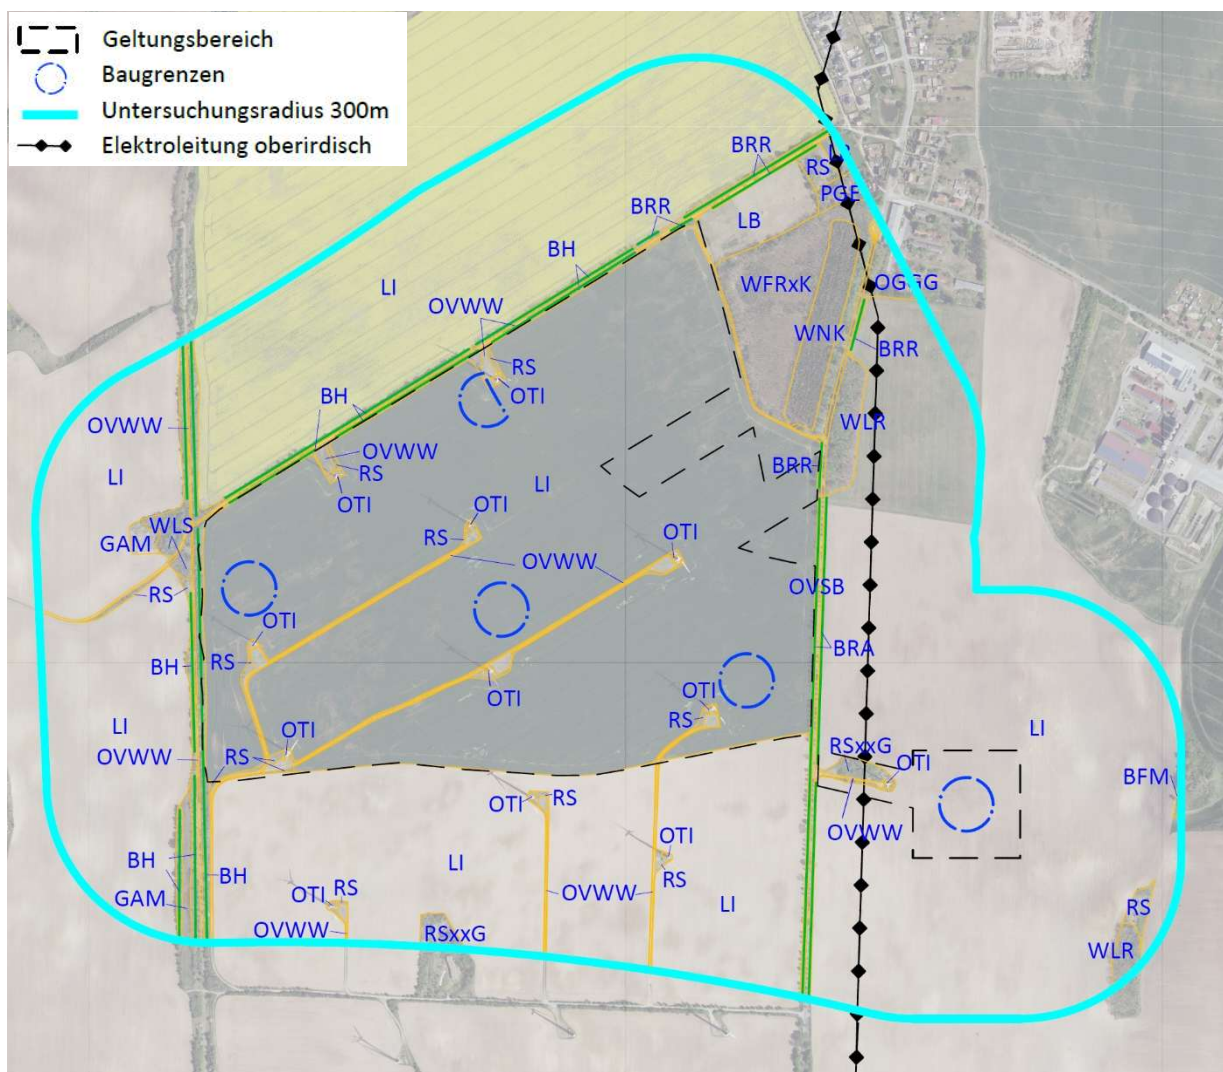 Geltungsbereich
Baugrenzen
Untersuchungsradius 300m
Elektroleitung oberirdisch
BRR
RS
PGE
BRR
LB
BH
WFRxK
OGGG
LI
OVWW
WNK
BRR
RS
OTI
BH
OVWW
WLR
OVWW
RS
BRR
LI
OTI
LI
OTI
WLS
RS
GAM
OTI
OVWW
RS
OVSB
OTI
RS
BRA
BH
OTI
OTI
RS
LI
LI
OTI
OVWW
RS
RSxxG
OTI
BFM
OTI
RS
OVWW
OTI
BH
BH
LI
RS
GAM
RS
OTI
OVWW
LI
RS
OVWW
RSxxG
WLR